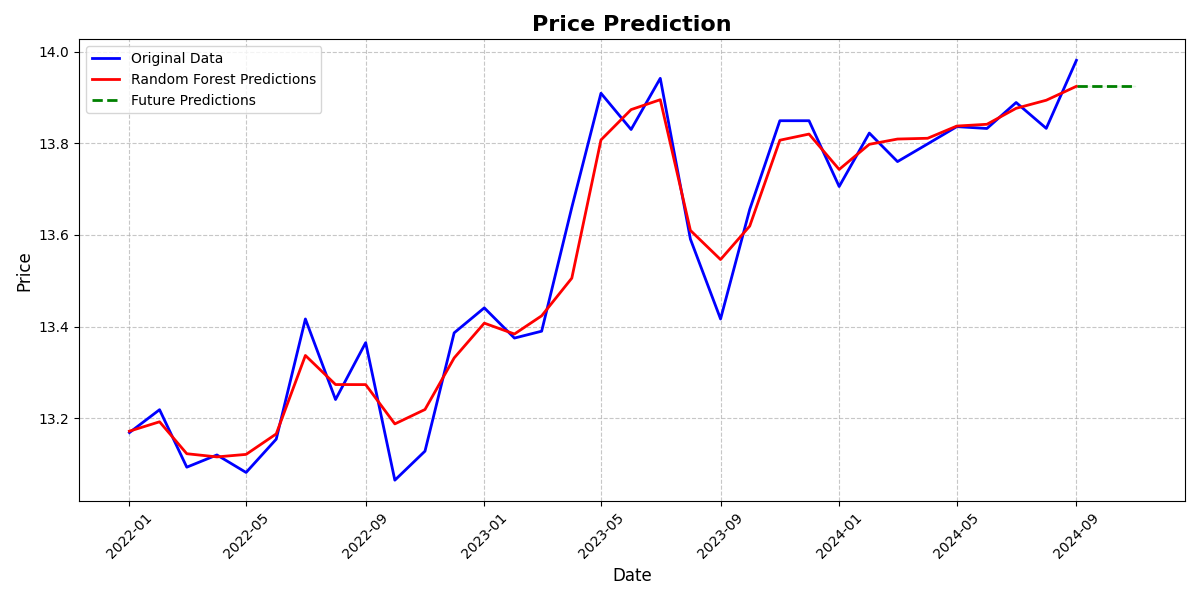 Price Prediction
Original Data
Random Forest Predictions
Future Predictions
Price
14.0
13.8
13.6
13.4
13.2
2022-01
2022-05
2022-09
2023-01
2023-05
2023-09
2024-01
2024-05
2024-09
Date